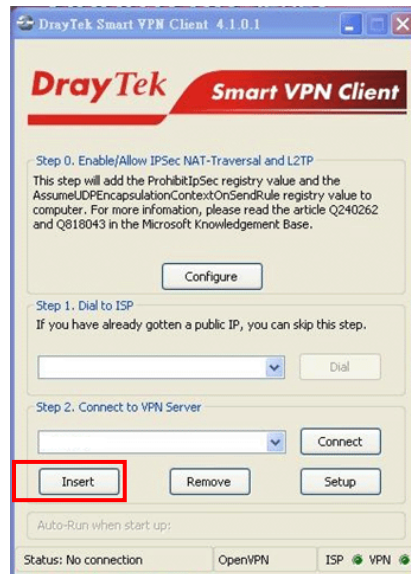 DrayTek Smart VPN Client 4.1.0.1
DrayTek Smart VPN Client
Step 0. Enable/Allow IPSec NAT-Traversal and L2TP
This step will add the ProhibitIpSec registry value and the
AssumeUDPEncapsulationContextOnSendRule registry value to
computer. For more infomation, please read the article Q240262
and Q818043 in the Microsoft Knowledgement Base.
Configure
Step 1. Dial to ISP
If you have already gotten a public IP, you can skip this step.
Dial
Step 2. Connect to VPN Server
Connect
Insert Remove Setup
Auto-Run when start up:
Status: No connection OpenVPN ISP VPN